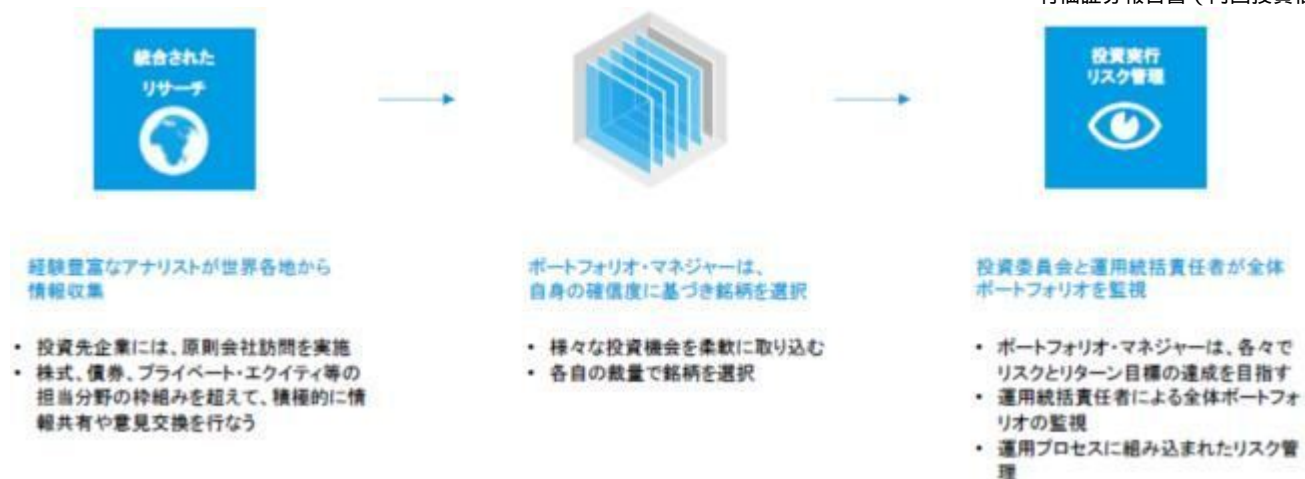 統合された
リサーチ
投資実行
リスク管理
経験豊富なアナリストが世界各地から
情報収集
• 投資先企業には、原則会社訪問を実施
• 株式、債券、プライベート・エクイティ等の
担当分野の枠組みを超えて、積極的に情
報共有や意見交換を行なう
ポートフォリオ・マネジャーは、
自身の確信度に基づき銘柄を選択
• 様々な投資機会を柔軟に取り込む
• 各自の裁量で銘柄を選択
投資委員会と運用統括責任者が全体
ポートフォリオを監視
• ポートフォリオ・マネジャーは、各々で
リスクとリターン目標の達成を目指す
• 運用統括責任者による全体ポートフォ
リオの監視
• 運用プロセスに組み込まれたリスク管
理